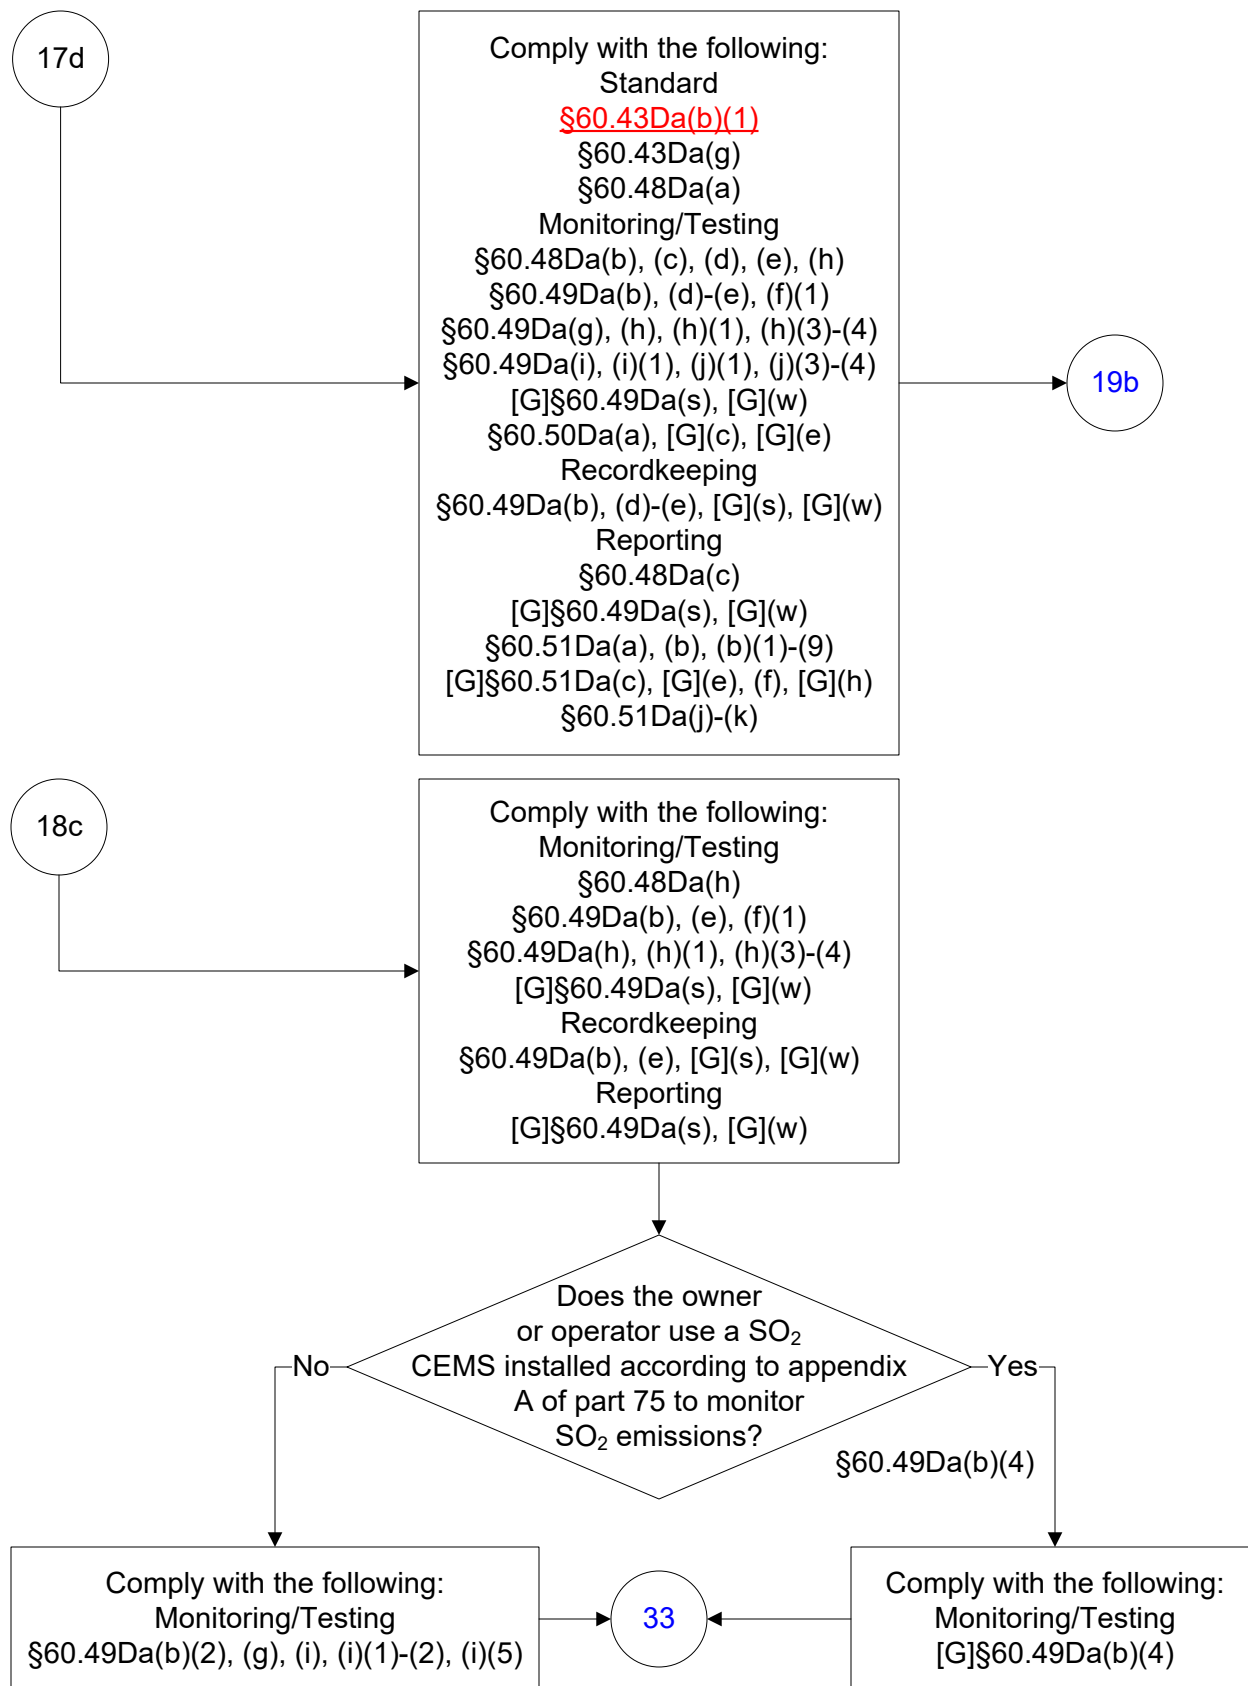 17d
Comply with the following:
Standard
§60.43Da(b)(1)
§60.43Da(g)
§60.48Da(a)
Monitoring/Testing
§60.48Da(b), (c), (d), (e), (h)
§60.49Da(b), (d)-(e), (f)(1)
§60.49Da(g), (h), (h)(1), (h)(3)-(4)
§60.49Da(i), (i)(1), (j)(1), (j)(3)-(4)
[G]§60.49Da(s), [G](w)
§60.50Da(a), [G](c), [G](e)
Recordkeeping
§60.49Da(b), (d)-(e), [G](s), [G](w)
Reporting
§60.48Da(c)
[G]§60.49Da(s), [G](w)
§60.51Da(a), (b), (b)(1)-(9)
[G]§60.51Da(c), [G](e), (f), [G](h)
§60.51Da(j)-(k)
19b
18c
Comply with the following:
Monitoring/Testing
§60.48Da(h)
§60.49Da(b), (e), (f)(1)
§60.49Da(h), (h)(1), (h)(3)-(4)
[G]§60.49Da(s), [G](w)
Recordkeeping
§60.49Da(b), (e), [G](s), [G](w)
Reporting
[G]§60.49Da(s), [G](w)
Does the owner
or operator use a SO₂
CEMS installed according to appendix
A of part 75 to monitor
SO₂ emissions?
No
Yes
§60.49Da(b)(4)
Comply with the following:
Monitoring/Testing
§60.49Da(b)(2), (g), (i), (i)(1)-(2), (i)(5)
33
Comply with the following:
Monitoring/Testing
[G]§60.49Da(b)(4)